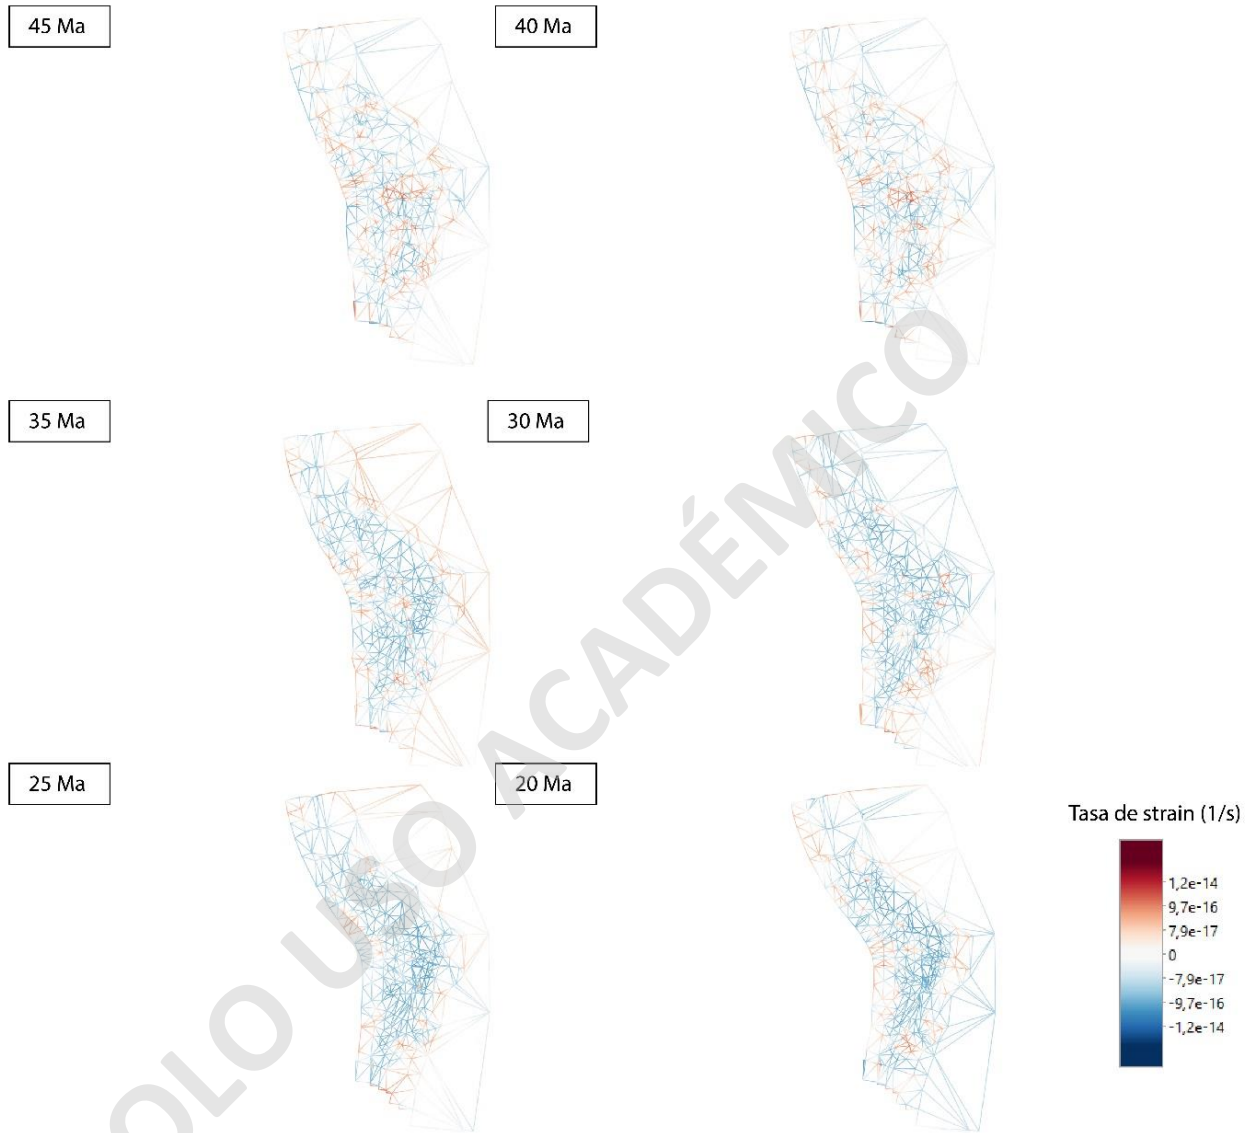 45 Ma
40 Ma
35 Ma
30 Ma
25 Ma
20 Ma
Tasa de strain (1/s)
1,2e-14
9,7e-16
7,9e-17
0
-7,9e-17
-9,7e-16
-1,2e-14
OLO USO ACADÉMICO